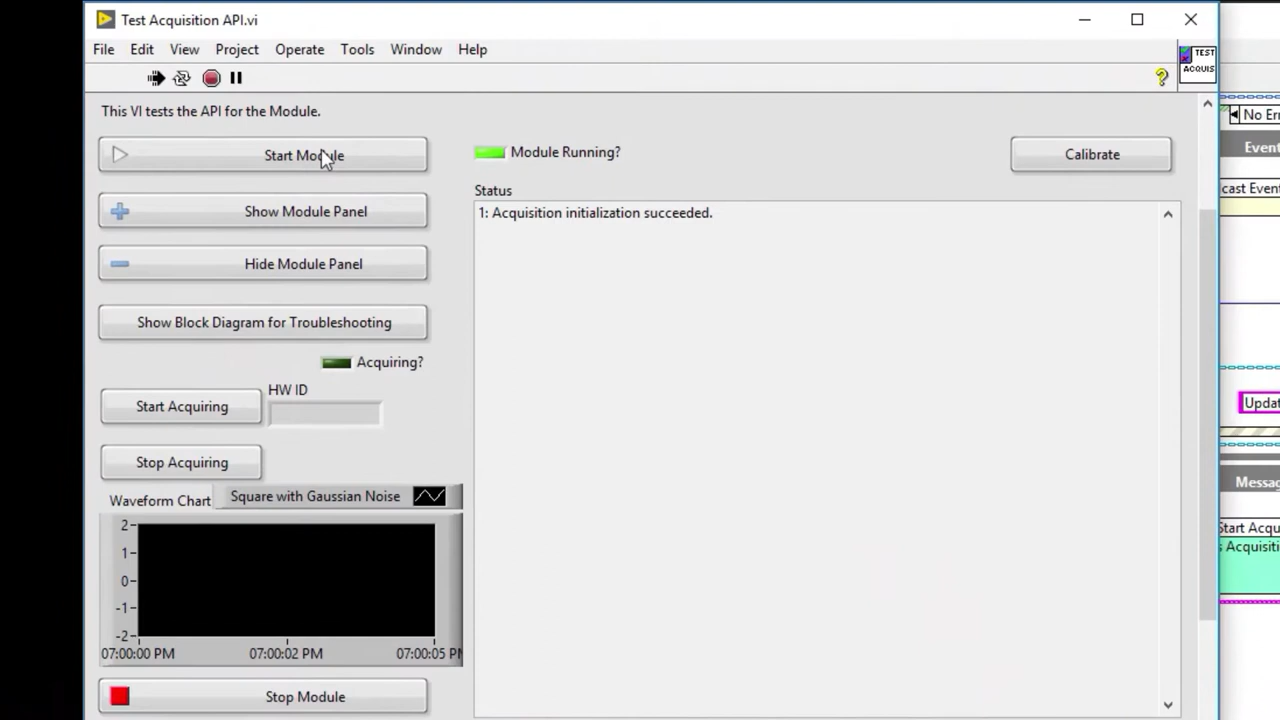 Test Acquisition API.vi
File Edit View Project Operate Tools Window Help
TEST
ACQUIS
This VI tests the API for the Module.
Start Module
Module Running?
Calibrate
Status
1: Acquisition initialization succeeded.
Show Module Panel
Hide Module Panel
Show Block Diagram for Troubleshooting
Acquiring?
HW ID
Start Acquiring
Stop Acquiring
Waveform Chart
Square with Gaussian Noise
2
1
0
-1
-2
07:00:00 PM 07:00:02 PM 07:00:05 PM
Stop Module
No Err
Event
cast Event
Updat
Messag
Start Acqu
s Acquisiti